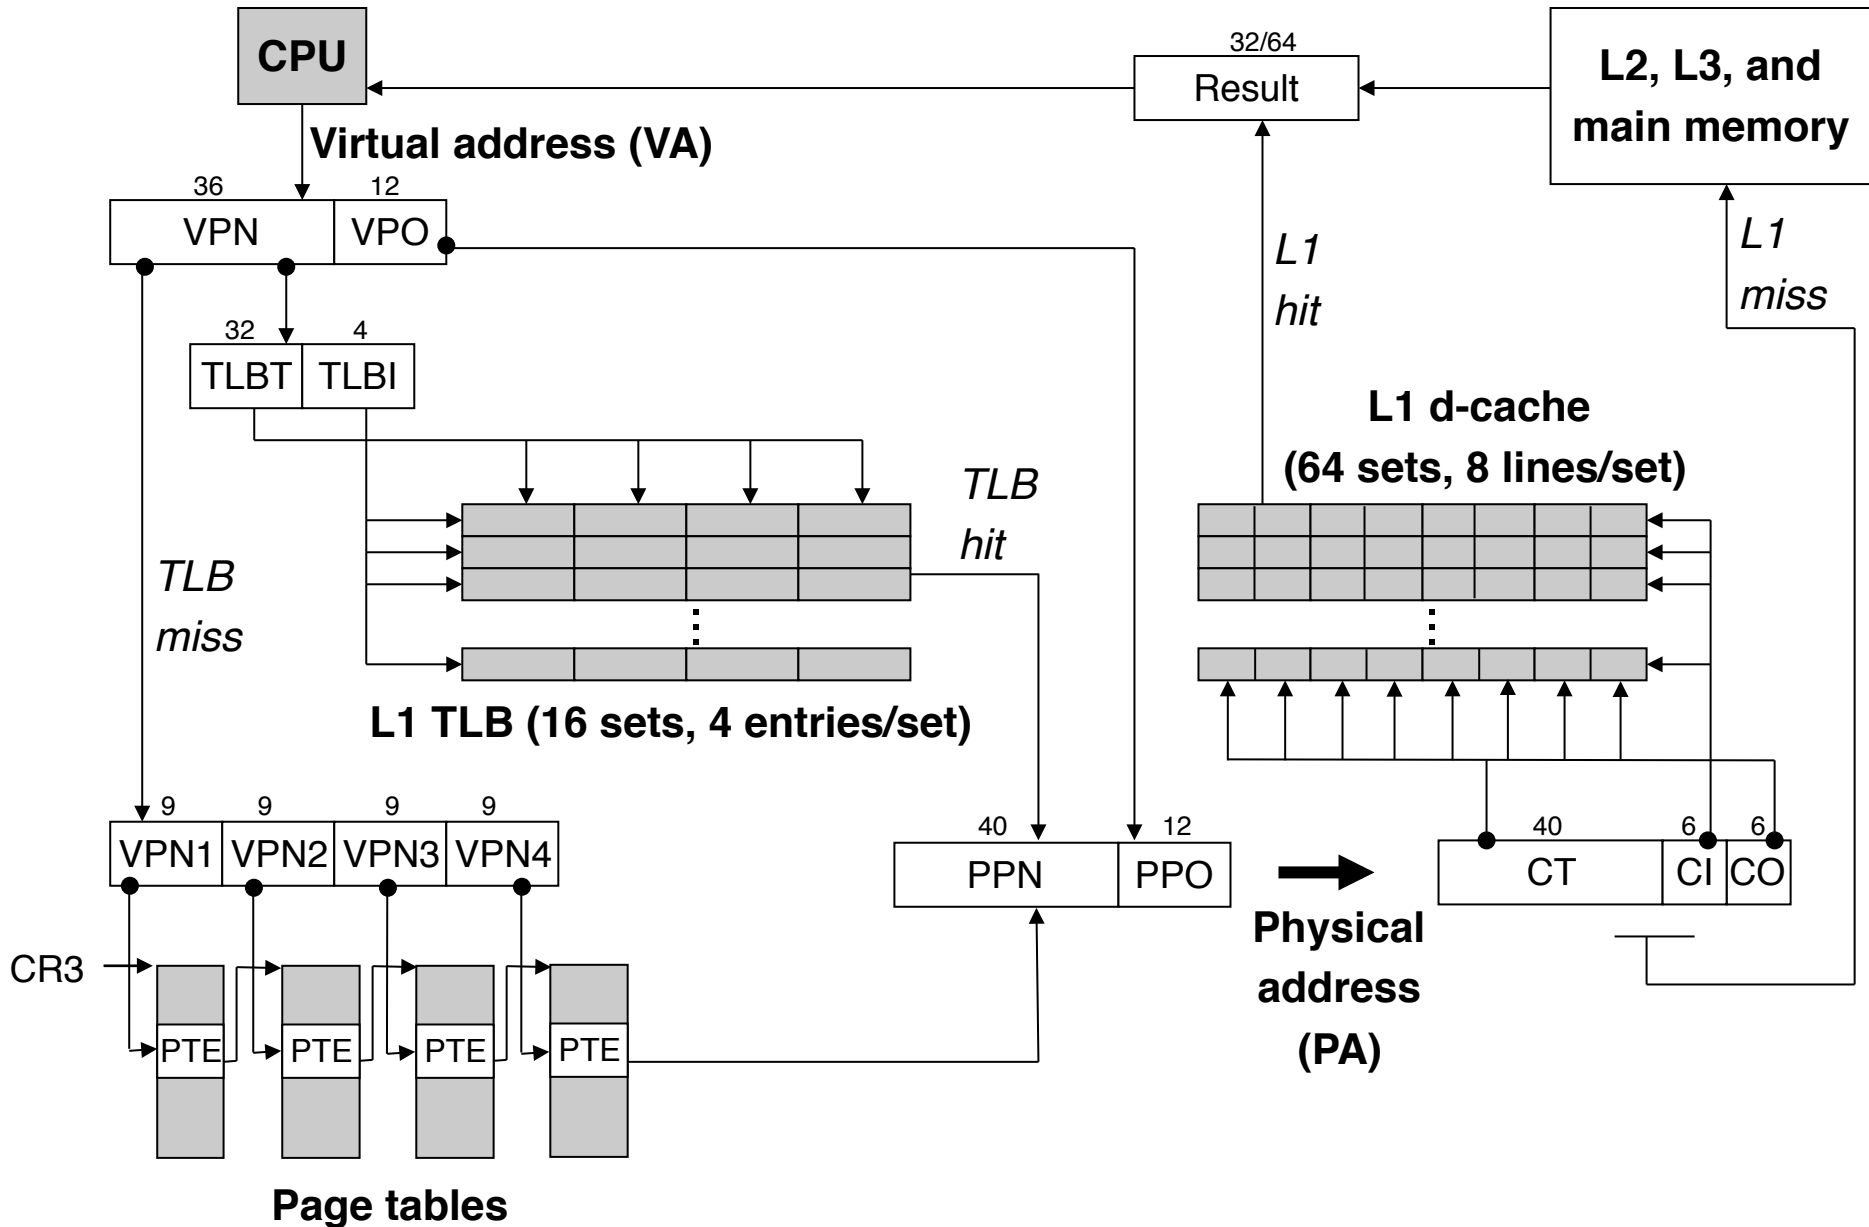 CPU
32/64
Result
L2, L3, and
main memory
Virtual address (VA)
36
12
VPN
VPO
L1
hit
L1
miss
32
4
TLBT
TLBI
L1 d-cache
(64 sets, 8 lines/set)
TLB
hit
TLB
miss
L1 TLB (16 sets, 4 entries/set)
9
9
9
9
VPN1
VPN2
VPN3
VPN4
40
12
PPN
PPO
40
6
6
CT
CI
CO
Physical
address
(PA)
CR3
PTE
PTE
PTE
PTE
Page tables